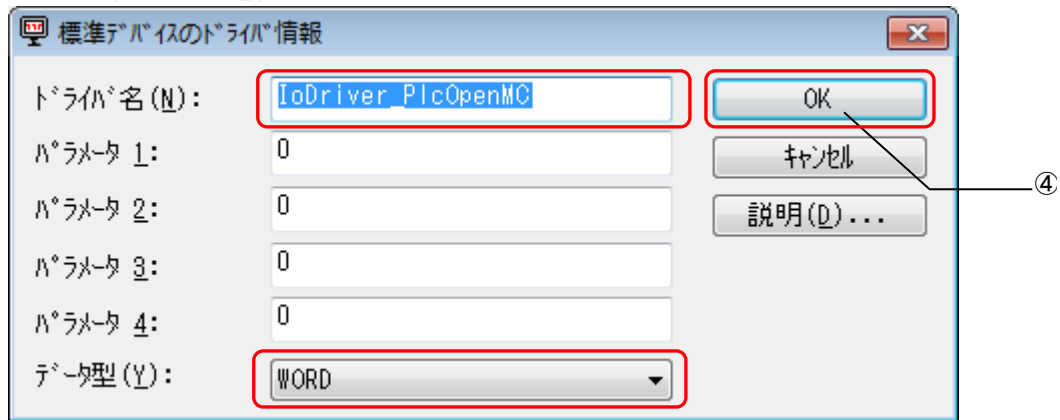 標準ﾃﾞﾊﾞｲｽのﾄﾞﾗｲﾊﾞ情報
ﾄﾞﾗｲﾊﾞ名(N): IoDriver_PlcOpenMC OK
ﾊﾟﾗﾒｰﾀ 1: 0 ｷｬﾝｾﾙ
④
ﾊﾟﾗﾒｰﾀ 2: 0 説明(D)...
ﾊﾟﾗﾒｰﾀ 3: 0
ﾊﾟﾗﾒｰﾀ 4: 0
ﾃﾞｰﾀ型(Y): WORD